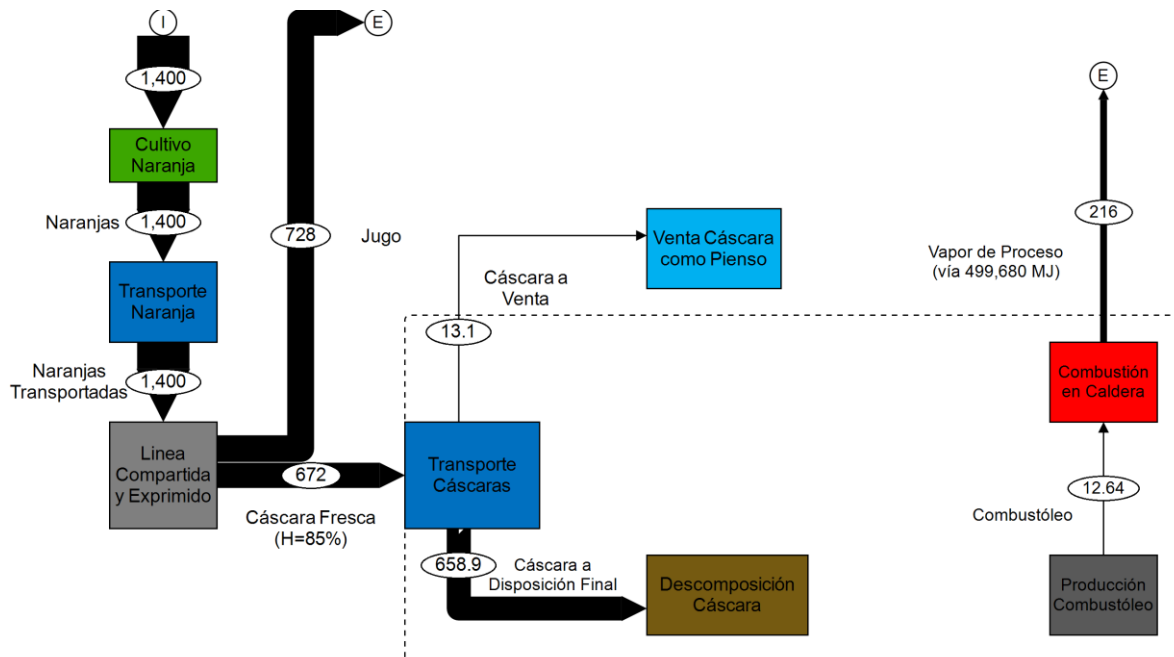 I
E
1,400
E
Cultivo
Naranja
Naranjas
1,400
728
Jugo
Venta Cáscara
como Pienso
216
Vapor de Proceso
(vía 499,680 MJ)
Transporte
Naranja
Cáscara a
Venta
13.1
Naranjas
Transportadas
1,400
Combustión
en Caldera
Linea
Compartida
y Exprimido
672
Cáscara Fresca
(H=85%)
Transporte
Cáscaras
12.64
Combustóleo
658.9
Cáscara a
Disposición Final
Descomposición
Cáscara
Producción
Combustóleo